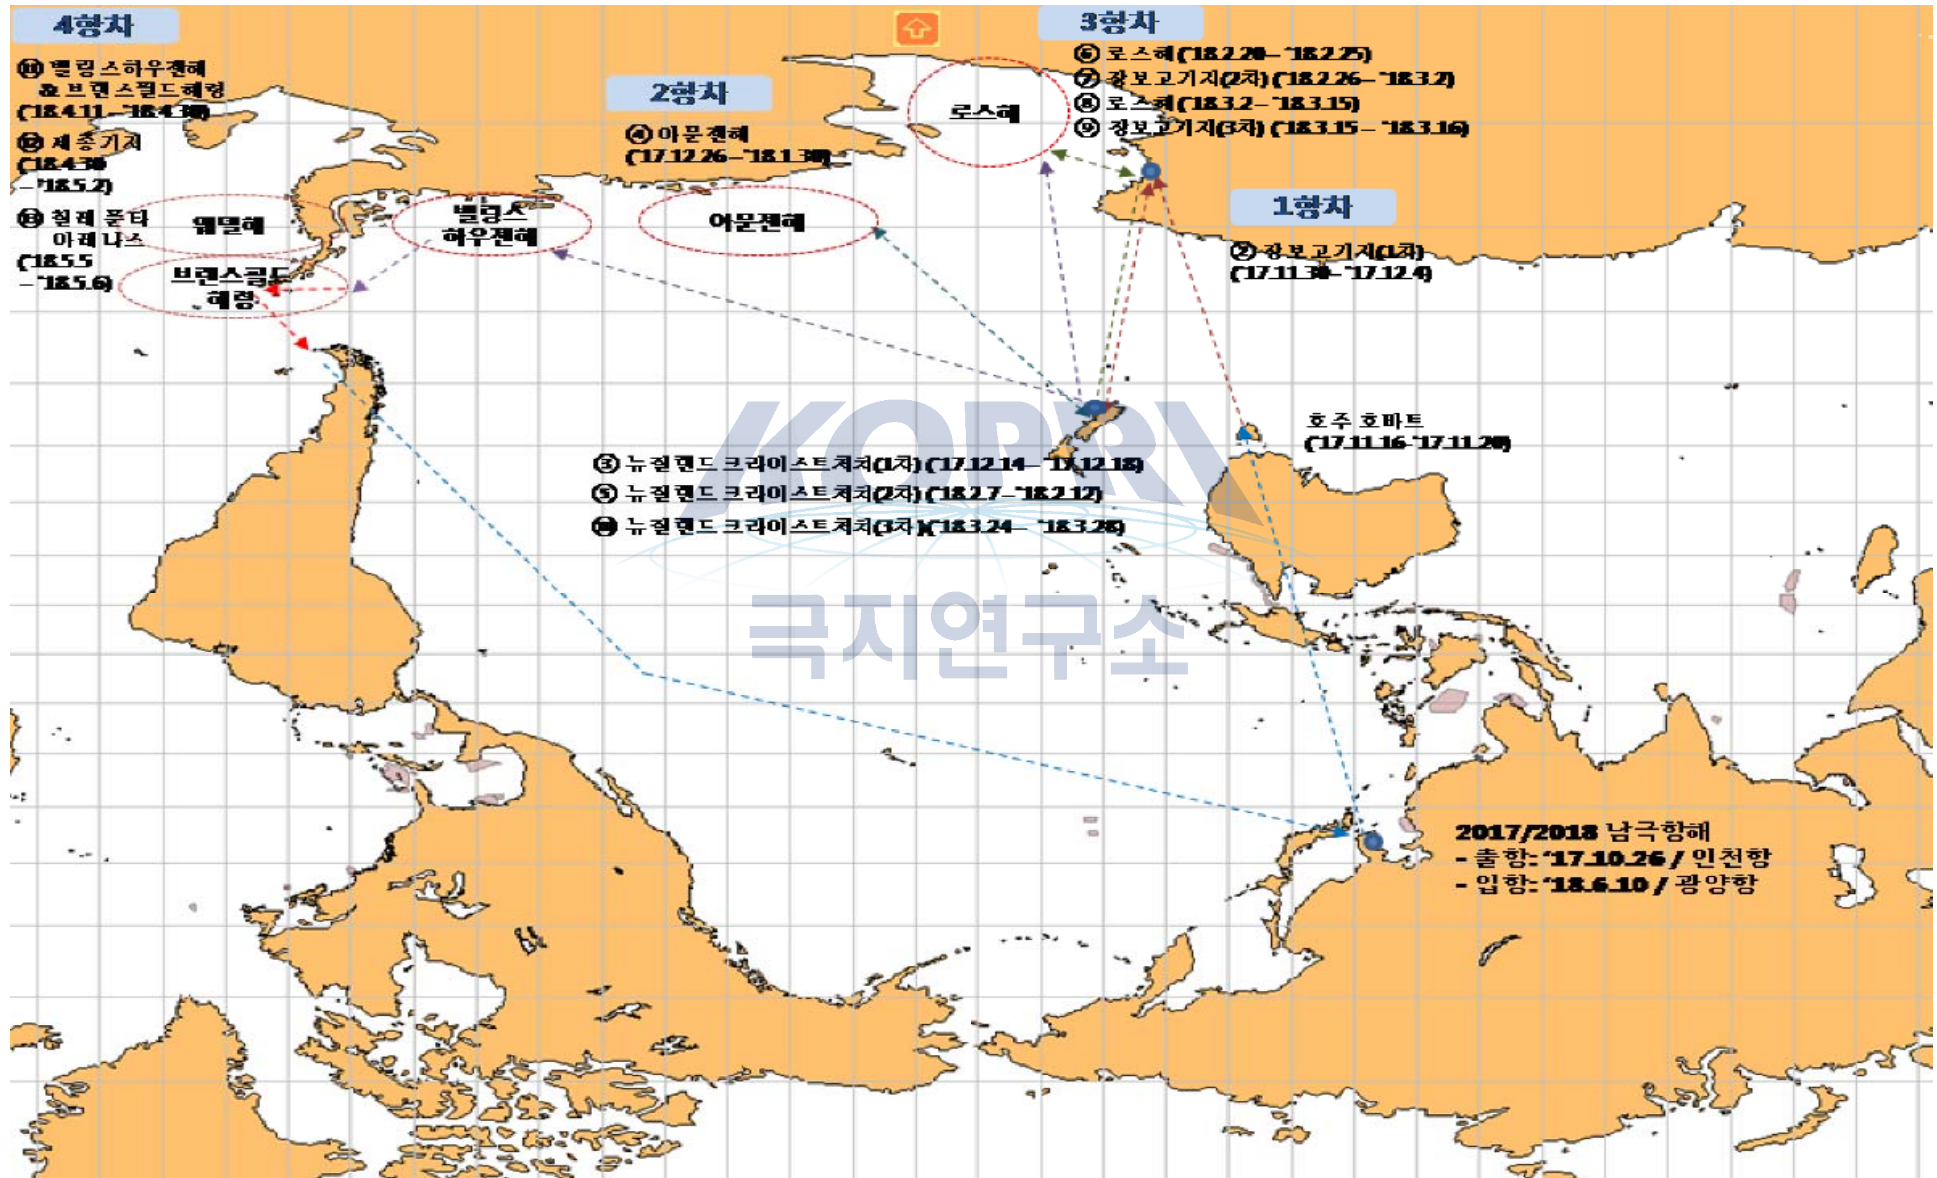 4항차
⑪ 벨링스하우젠해
& 브랜스필드해령
('18.4.11 – '18.4.30)
⑫ 세종기지
('18.4.30
– '18.5.2)
⑬ 칠레 푼타
아레나스
('18.5.5
– '18.5.6)
웨델해
브랜스필드
해령
벨링스
하우젠해
2항차
④ 아문젠해
('17.12.26 – '18.1.30)
아문젠해
로스해
3항차
⑥ 로스해 ('18.2.20 – '18.2.25)
⑦ 장보고기지(2차) ('18.2.26 – '18.3.2)
⑧ 로스해 ('18.3.2 – '18.3.15)
⑨ 장보고기지(3차) ('18.3.15 – '18.3.16)
1항차
② 장보고기지(1차)
('17.11.30 – '17.12.4)
호주 호바트
('17.11.16-'17.11.20)
③ 뉴질랜드 크라이스트처치(1차) ('17.12.14 – '17.12.18)
⑤ 뉴질랜드 크라이스트처치(2차) ('18.2.7 – '18.2.12)
⑩ 뉴질랜드 크라이스트처치(3차)('18.3.24 – '18.3.28)
KOPRI
극지연구소
2017/2018 남극항해
- 출항: '17.10.26 / 인천항
- 입항: '18.6.10 / 광양항